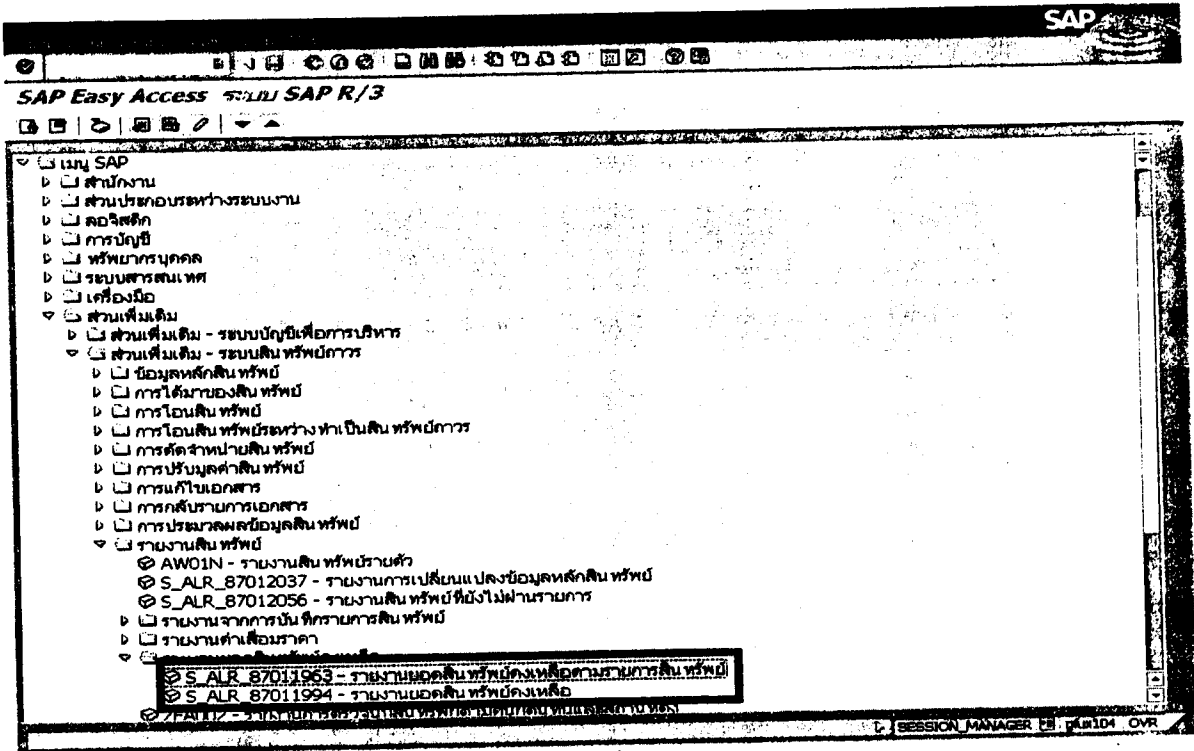 SAP
SAP Easy Access ระบบ SAP R/3
เมนู SAP
สำนักงาน
ส่วนประกอบระหว่างระบบงาน
ลอจิสติก
การบัญชี
ทรัพยากรบุคคล
ระบบสารสนเทศ
เครื่องมือ
ส่วนเพิ่มเติม
ส่วนเพิ่มเติม - ระบบบัญชีเพื่อการบริหาร
ส่วนเพิ่มเติม - ระบบสินทรัพย์ถาวร
ข้อมูลหลักสินทรัพย์
การได้มาของสินทรัพย์
การโอนสินทรัพย์
การโอนสินทรัพย์ระหว่างทำเป็นสินทรัพย์ถาวร
การตัดจำหน่ายสินทรัพย์
การปรับมูลค่าสินทรัพย์
การแก้ไขเอกสาร
การกลับรายการเอกสาร
การประมวลผลข้อมูลสินทรัพย์
รายงานสินทรัพย์
AW01N - รายงานสินทรัพย์รายตัว
S_ALR_87012037 - รายงานการเปลี่ยนแปลงข้อมูลหลักสินทรัพย์
S_ALR_87012056 - รายงานสินทรัพย์ที่ยังไม่ผ่านรายการ
รายงานจากการบันทึกรายการสินทรัพย์
รายงานค่าเสื่อมราคา
S_ALR_87011963 - รายงานยอดสินทรัพย์คงเหลือตามรายการสินทรัพย์
S_ALR_87011994 - รายงานยอดสินทรัพย์คงเหลือ
SESSION_MANAGER OVR